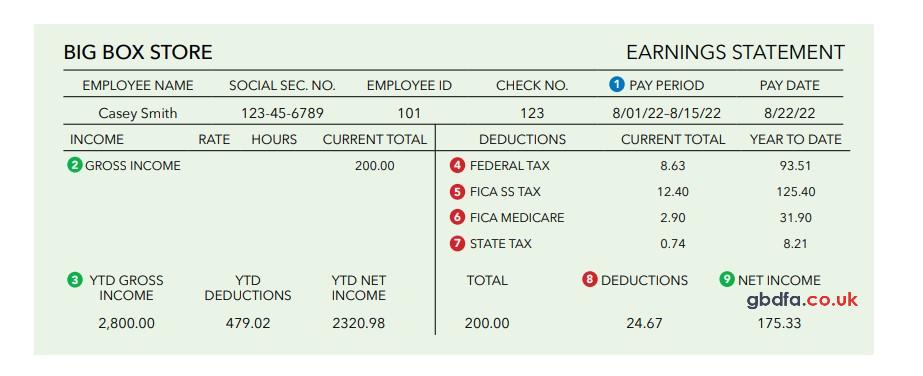 BIG BOX STORE EARNINGS STATEMENT
EMPLOYEE NAME SOCIAL SEC. NO. EMPLOYEE ID CHECK NO. 1 PAY PERIOD PAY DATE
Casey Smith 123-45-6789 101 123 8/01/22–8/15/22 8/22/22
INCOME RATE HOURS CURRENT TOTAL DEDUCTIONS CURRENT TOTAL YEAR TO DATE
2 GROSS INCOME 200.00 4 FEDERAL TAX 8.63 93.51
5 FICA SS TAX 12.40 125.40
6 FICA MEDICARE 2.90 31.90
7 STATE TAX 0.74 8.21
3 YTD GROSS YTD YTD NET TOTAL 8 DEDUCTIONS 9 NET INCOME
INCOME DEDUCTIONS INCOME
gbdfa.co.uk
2,800.00 479.02 2320.98 200.00 24.67 175.33